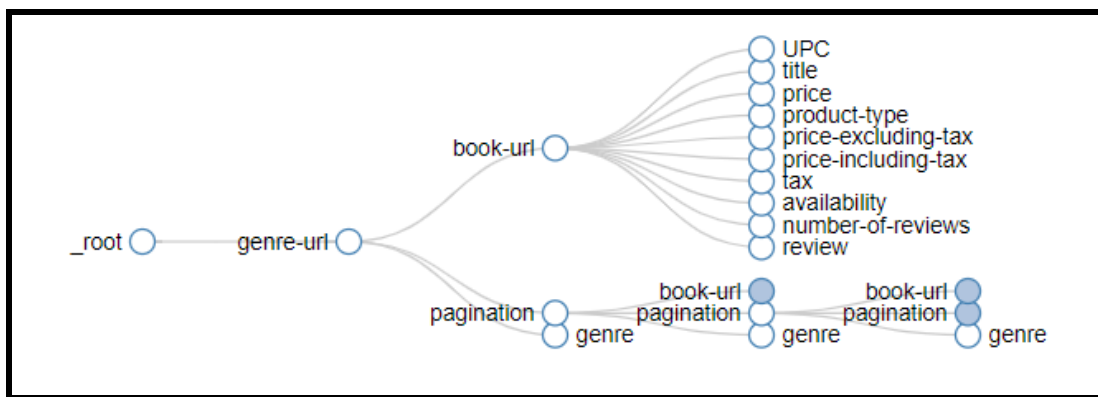 UPC
title
price
product-type
book-url
price-excluding-tax
price-including-tax
tax
availability
number-of-reviews
_root
genre-url
review
book-url
book-url
pagination
pagination
pagination
genre
genre
genre